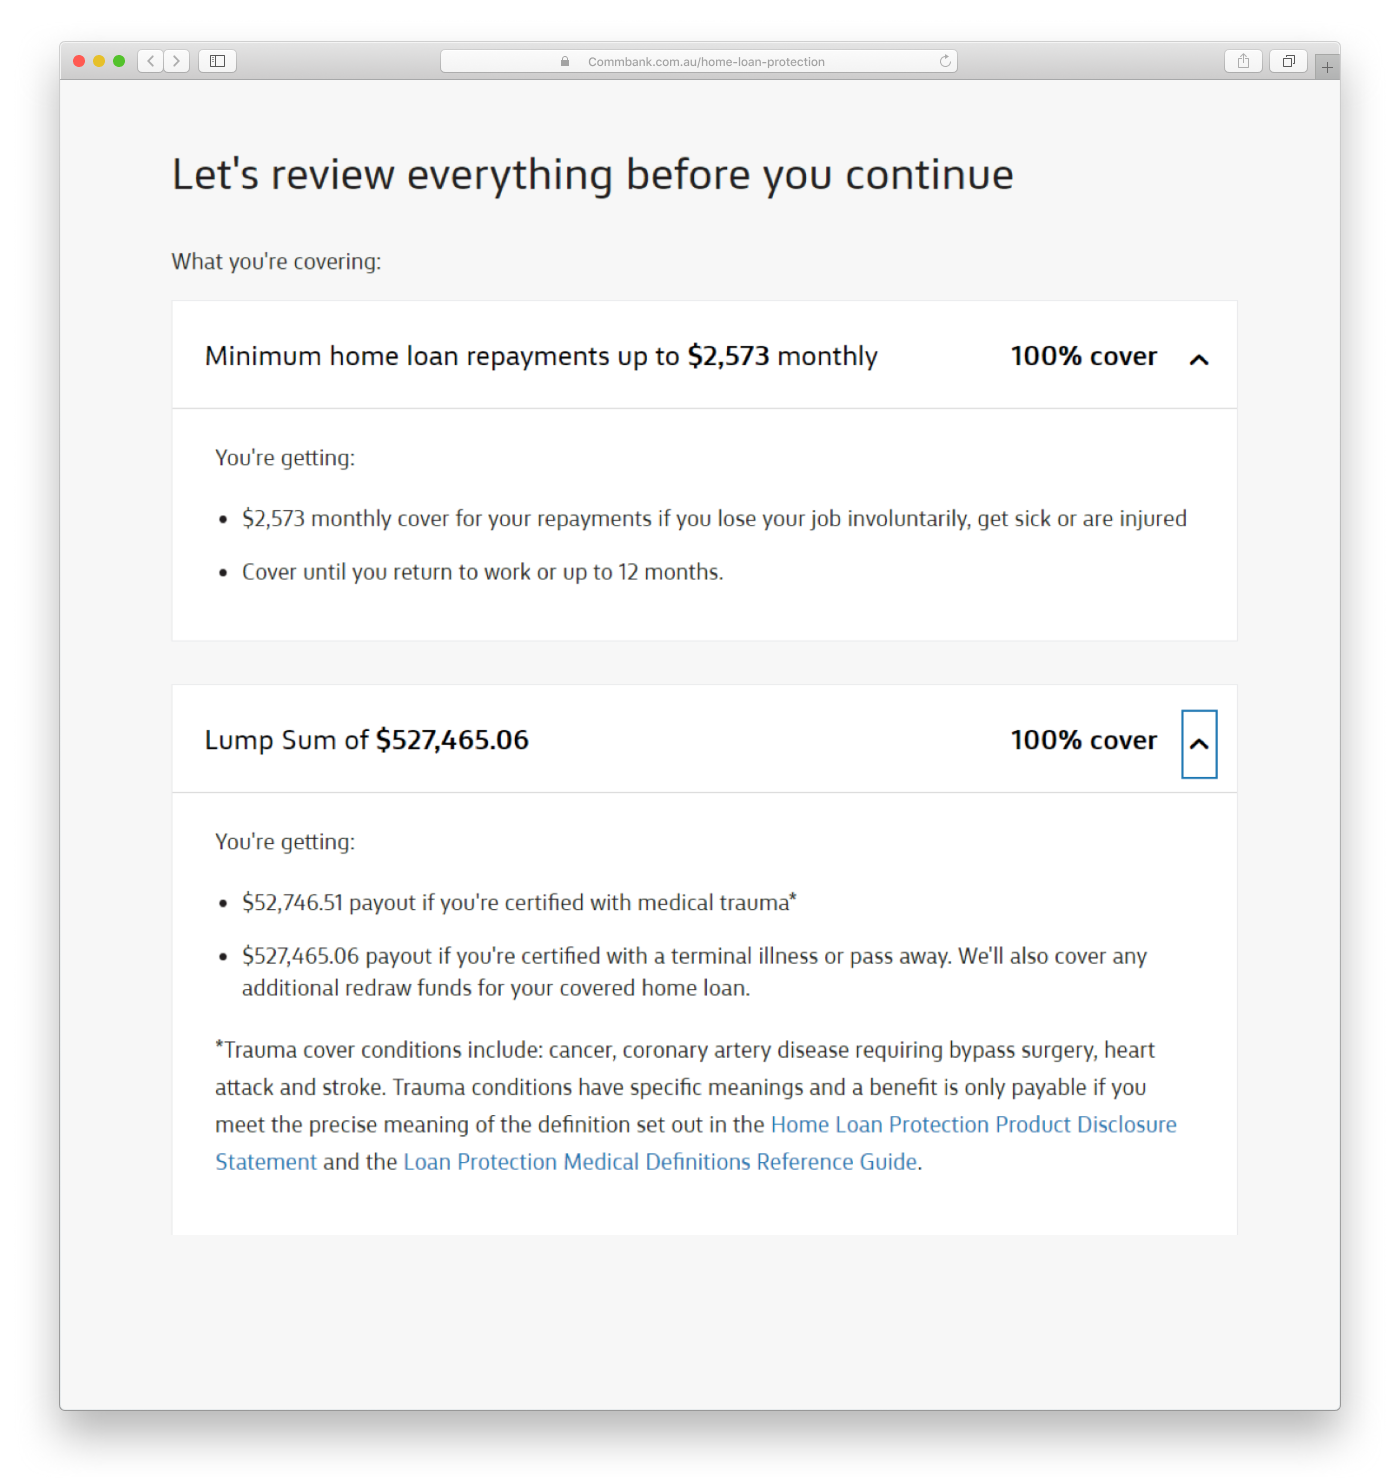 Commbank.com.au/home-loan-protection
Let's review everything before you continue
What you're covering:
Minimum home loan repayments up to $2,573 monthly 100% cover
You're getting:
• $2,573 monthly cover for your repayments if you lose your job involuntarily, get sick or are injured
• Cover until you return to work or up to 12 months.
Lump Sum of $527,465.06 100% cover
You're getting:
• $52,746.51 payout if you're certified with medical trauma*
• $527,465.06 payout if you're certified with a terminal illness or pass away. We'll also cover any
additional redraw funds for your covered home loan.
*Trauma cover conditions include: cancer, coronary artery disease requiring bypass surgery, heart
attack and stroke. Trauma conditions have specific meanings and a benefit is only payable if you
meet the precise meaning of the definition set out in the Home Loan Protection Product Disclosure
Statement and the Loan Protection Medical Definitions Reference Guide.